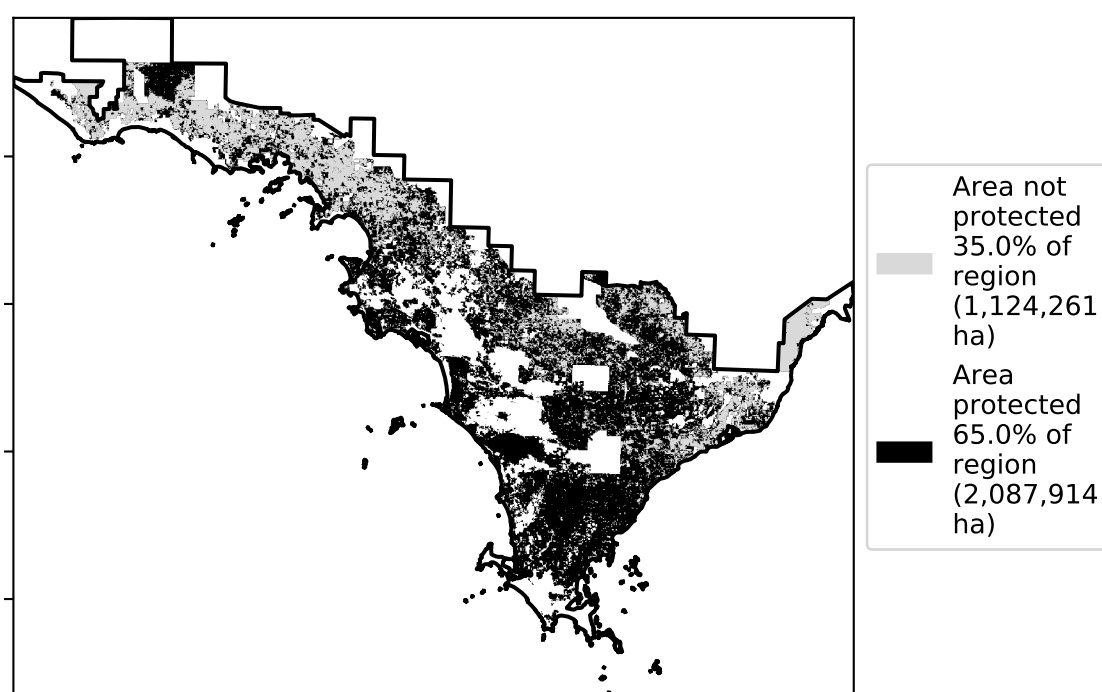 Area not
protected
35.0% of
region
(1,124,261
ha)
Area
protected
65.0% of
region
(2,087,914
ha)